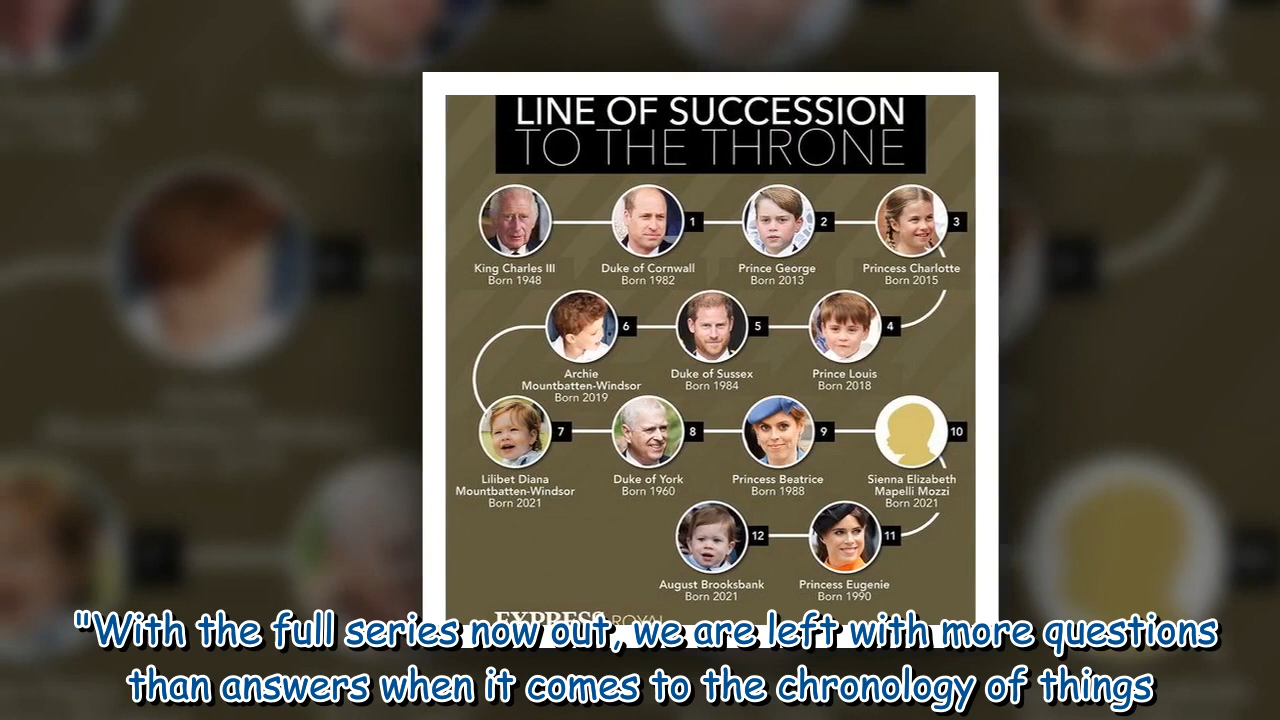 LINE OF SUCCESSION
TO THE THRONE
1
2
3
King Charles III
Born 1948
Duke of Cornwall
Born 1982
Prince George
Born 2013
Princess Charlotte
Born 2015
6
5
4
Archie
Mountbatten-Windsor
Born 2019
Duke of Sussex
Born 1984
Prince Louis
Born 2018
7
8
9
10
Lilibet Diana
Mountbatten-Windsor
Born 2021
Duke of York
Born 1960
Princess Beatrice
Born 1988
Sienna Elizabeth
Mapelli Mozzi
Born 2021
12
11
August Brooksbank
Born 2021
Princess Eugenie
Born 1990
EXPRESS ROYAL
"With the full series now out, we are left with more questions
than answers when it comes to the chronology of things